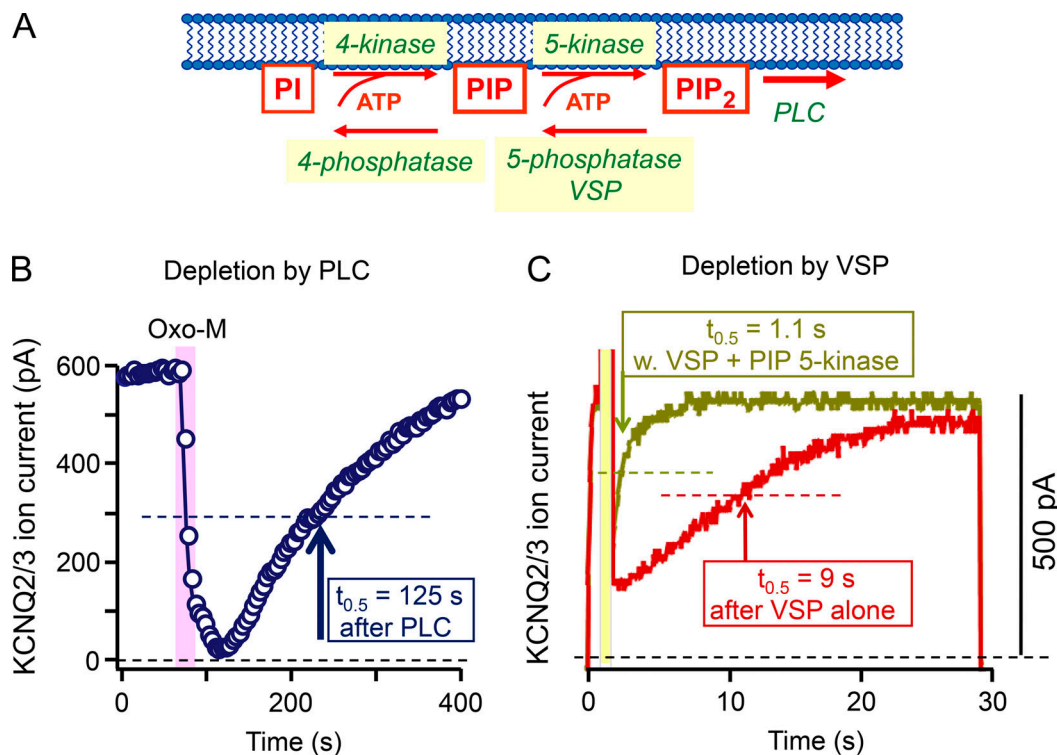 A
4-kinase
5-kinase
PI
PIP
PIP2
ATP
ATP
PLC
4-phosphatase
5-phosphatase
VSP
B
Depletion by PLC
Oxo-M
KCNQ2/3 ion current (pA)
600
400
200
0
t0.5 = 125 s
after PLC
0
200
400
Time (s)
C
Depletion by VSP
KCNQ2/3 ion current
t0.5 = 1.1 s
w. VSP + PIP 5-kinase
t0.5 = 9 s
after VSP alone
500 pA
0
10
20
30
Time (s)